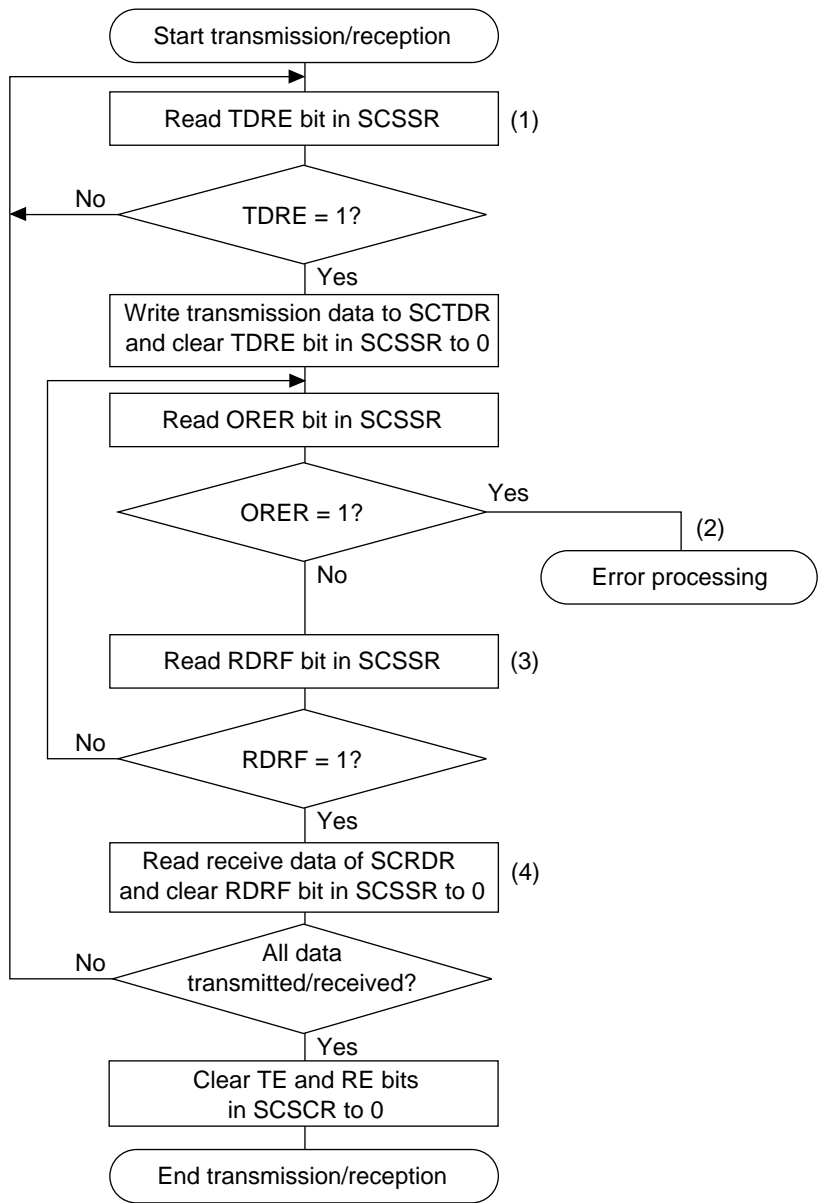 Start transmission/reception
Read TDRE bit in SCSSR
(1)
No
TDRE = 1?
Yes
Write transmission data to SCTDR
and clear TDRE bit in SCSSR to 0
Read ORER bit in SCSSR
Yes
ORER = 1?
(2)
No
Error processing
Read RDRF bit in SCSSR
(3)
No
RDRF = 1?
Yes
Read receive data of SCRDR
and clear RDRF bit in SCSSR to 0
(4)
All data
transmitted/received?
No
Yes
Clear TE and RE bits
in SCSCR to 0
End transmission/reception